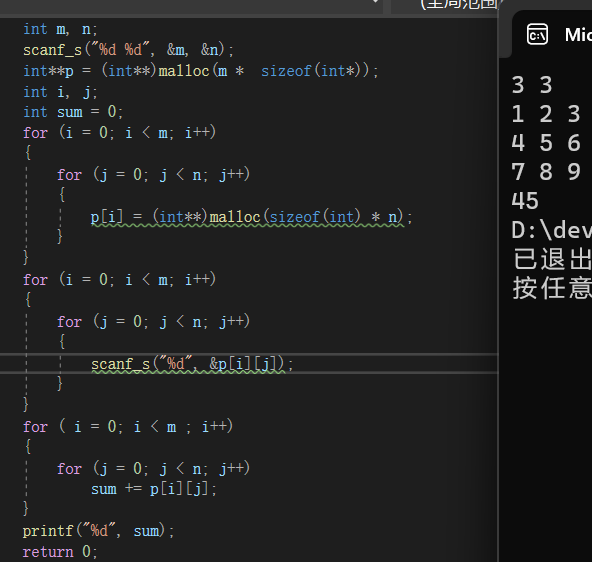 (全局范围
int m, n;
scanf_s("%d %d", &m, &n);
int**p = (int**)malloc(m *  sizeof(int*));
int i, j;
int sum = 0;
for (i = 0; i < m; i++)
{
for (j = 0; j < n; j++)
{
p[i] = (int**)malloc(sizeof(int) * n);
}
}
for (i = 0; i < m; i++)
{
for (j = 0; j < n; j++)
{
scanf_s("%d", &p[i][j]);
}
}
for ( i = 0; i < m ; i++)
{
for (j = 0; j < n; j++)
sum += p[i][j];
}
printf("%d", sum);
return 0;
C:\
Mic
3 3
1 2 3
4 5 6
7 8 9
45
D:\dev
已退出
按任意